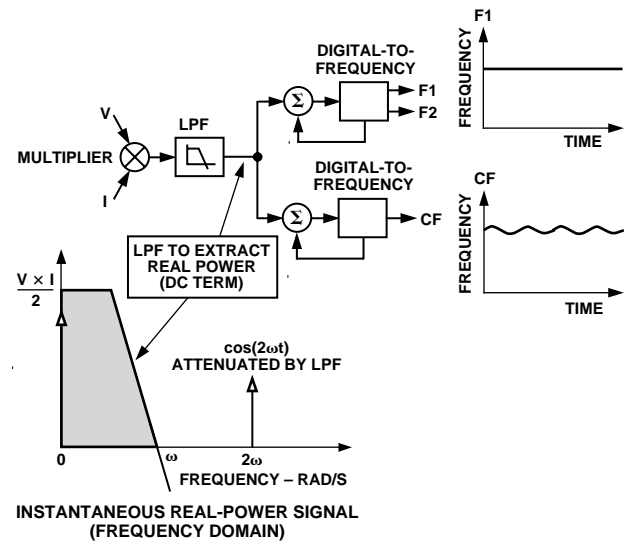 DIGITAL-TO-
FREQUENCY
F1
F2
Σ
V
LPF
MULTIPLIER
I
F1
FREQUENCY
TIME
DIGITAL-TO-
FREQUENCY
Σ
CF
CF
FREQUENCY
TIME
LPF TO EXTRACT
REAL POWER
(DC TERM)
V × I
2
cos(2ωt)
ATTENUATED BY LPF
0
ω
2ω
FREQUENCY – RAD/S
INSTANTANEOUS REAL-POWER SIGNAL
(FREQUENCY DOMAIN)